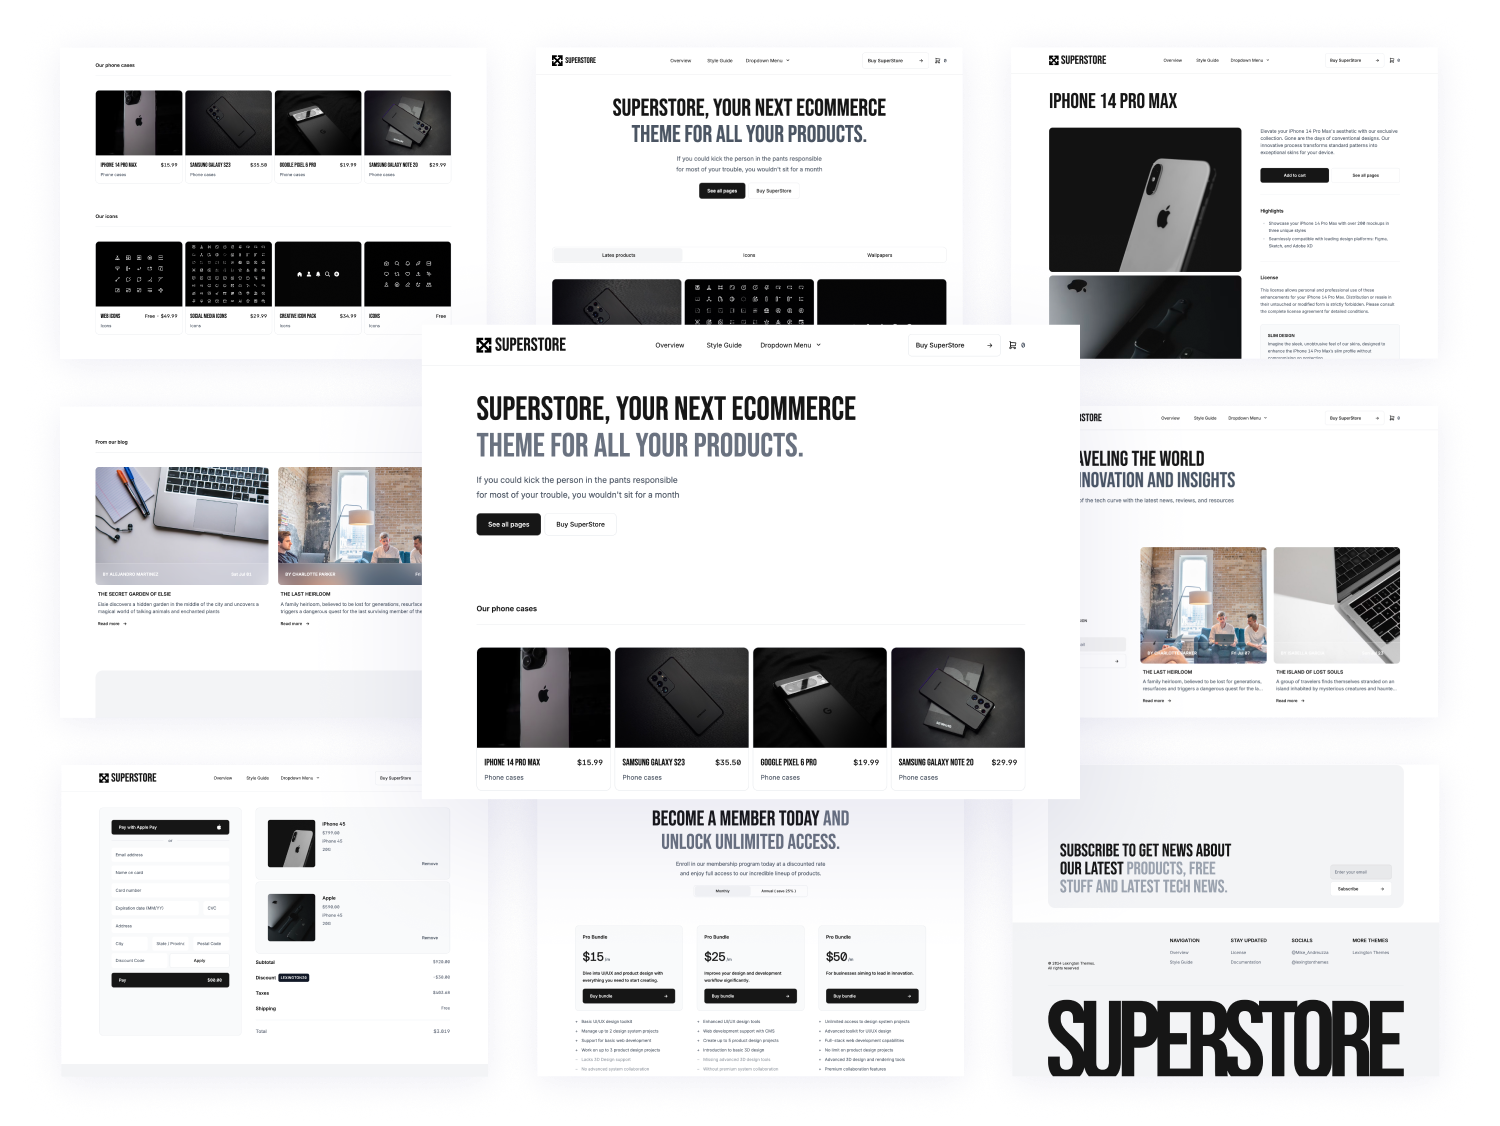 Our phone cases
IPHONE 14 PRO MAX $15.99
Phone cases
SAMSUNG GALAXY S23 $35.50
Phone cases
GOOGLE PIXEL 6 PRO $19.99
Phone cases
SAMSUNG GALAXY NOTE 20 $29.99
Phone cases
Our icons
WEB ICONS Free - $49.99
Icons
SOCIAL MEDIA ICONS $29.99
Icons
CREATIVE ICON PACK $34.99
Icons
ICONS Free
Icons
SUPERSTORE
Overview
Style Guide
Dropdown Menu
Buy SuperStore
0
SUPERSTORE, YOUR NEXT ECOMMERCE
THEME FOR ALL YOUR PRODUCTS.
If you could kick the person in the pants responsible
for most of your trouble, you wouldn't sit for a month
See all pages
Buy SuperStore
Lates products
Icons
Wallpapers
SUPERSTORE
Overview
Style Guide
Dropdown Menu
Buy SuperStore
0
IPHONE 14 PRO MAX
Elevate your iPhone 14 Pro Max's aesthetic with our exclusive
collection. Gone are the days of conventional designs. Our
innovative process transforms standard patterns into
exceptional skins for your device.
Add to cart
See all pages
Highlights
Showcase your iPhone 14 Pro Max with over 200 mockups in
three unique styles
Seamlessly compatible with leading design platforms: Figma,
Sketch, and Adobe XD
License
This license allows personal and professional use of these
enhancements for your iPhone 14 Pro Max. Distribution or resale in
their untouched or modified form is strictly forbidden. Please consult
the complete license agreement for detailed conditions.
SLIM DESIGN
Imagine the sleek, unobtrusive feel of our skins, designed to
enhance the iPhone 14 Pro Max's slim profile without
SUPERSTORE
Overview
Style Guide
Dropdown Menu
Buy SuperStore
0
SUPERSTORE, YOUR NEXT ECOMMERCE
THEME FOR ALL YOUR PRODUCTS.
If you could kick the person in the pants responsible
for most of your trouble, you wouldn't sit for a month
See all pages
Buy SuperStore
Our phone cases
IPHONE 14 PRO MAX $15.99
Phone cases
SAMSUNG GALAXY S23 $35.50
Phone cases
GOOGLE PIXEL 6 PRO $19.99
Phone cases
SAMSUNG GALAXY NOTE 20 $29.99
Phone cases
From our blog
BY ALEJANDRO MARTINEZ
THE SECRET GARDEN OF ELSIE
Elsie discovers a hidden garden in the middle of the city and uncovers a
magical world of talking animals and enchanted plants
Read more
BY CHARLOTTE PARKER
THE LAST HEIRLOOM
A family heirloom, believed to be lost for generations, resurface
triggers a dangerous quest for the last surviving member of the
Read more
STORE
Overview
Style Guide
Dropdown Menu
Buy SuperStore
0
AVELING THE WORLD
NOVATION AND INSIGHTS
of the tech curve with the latest news, reviews, and resources
BY CHARLOTTE PARKER
Fri Jul 07
THE LAST HEIRLOOM
A family heirloom, believed to be lost for generations,
resurfaces and triggers a dangerous quest for the la...
Read more
THE ISLAND OF LOST SOULS
A group of travelers finds themselves stranded on an
island inhabited by mysterious creatures and haunte...
Read more
SUPERSTORE
Overview
Style Guide
Dropdown Menu
Buy SuperStore
Pay with Apple Pay
or
Email address
Name on card
Card number
Expiration date (MM/YY)
CVC
Address
City
State / Provinc
Postal Code
Discount Code
Apply
Pay
iPhone 45
$799.00
iPhone 45
Remove
Apple
$590.00
iPhone 45
Remove
Subtotal $920.00
Discount LEXINGTON26 -$30.00
Taxes
Shipping Free
Total $3.019
BECOME A MEMBER TODAY AND
UNLOCK UNLIMITED ACCESS.
Enroll in our membership program today at a discounted rate
and enjoy full access to our incredible lineup of products.
Monthly
Annual ( save 25% )
Pro Bundle
$15 /m
Dive into UI/UX and product design with
everything you need to start creating.
Buy bundle
Basic UI/UX design toolkit
Manage up to 2 design systems projects
Support for basic web development
Work on up to 3 product design projects
Lacks 3D Design support
No advanced system collaboration
Pro Bundle
$25 /m
Improve your design and development
workflow significantly.
Buy bundle
Enhanced UI/UX design tools
Web development support with CMS
Create up to 5 product design projects
Introduction to basic 3D design
Missing advanced 3D design tools
Without premium system collaboration
Pro Bundle
$50 /m
For businesses aiming to lead in innovation.
Buy bundle
Unlimited access to design system projects
Advanced toolkit for UI/UX design
Full-stack web development capabilities
No limit on product design projects
Advanced 3D design and rendering tools
Premium collaboration features
SUBSCRIBE TO GET NEWS ABOUT
OUR LATEST PRODUCTS, FREE
STUFF AND LATEST TECH NEWS.
Enter your email
Subscribe
© 2024 Lexington Themes.
All rights reserved
NAVIGATION
Overview
Style Guide
STAY UPDATED
License
Documentation
SOCIALS
@Mike_Andreuzza
@lexingtonthemes
MORE THEMES
Lexington Themes
SUPERSTORE